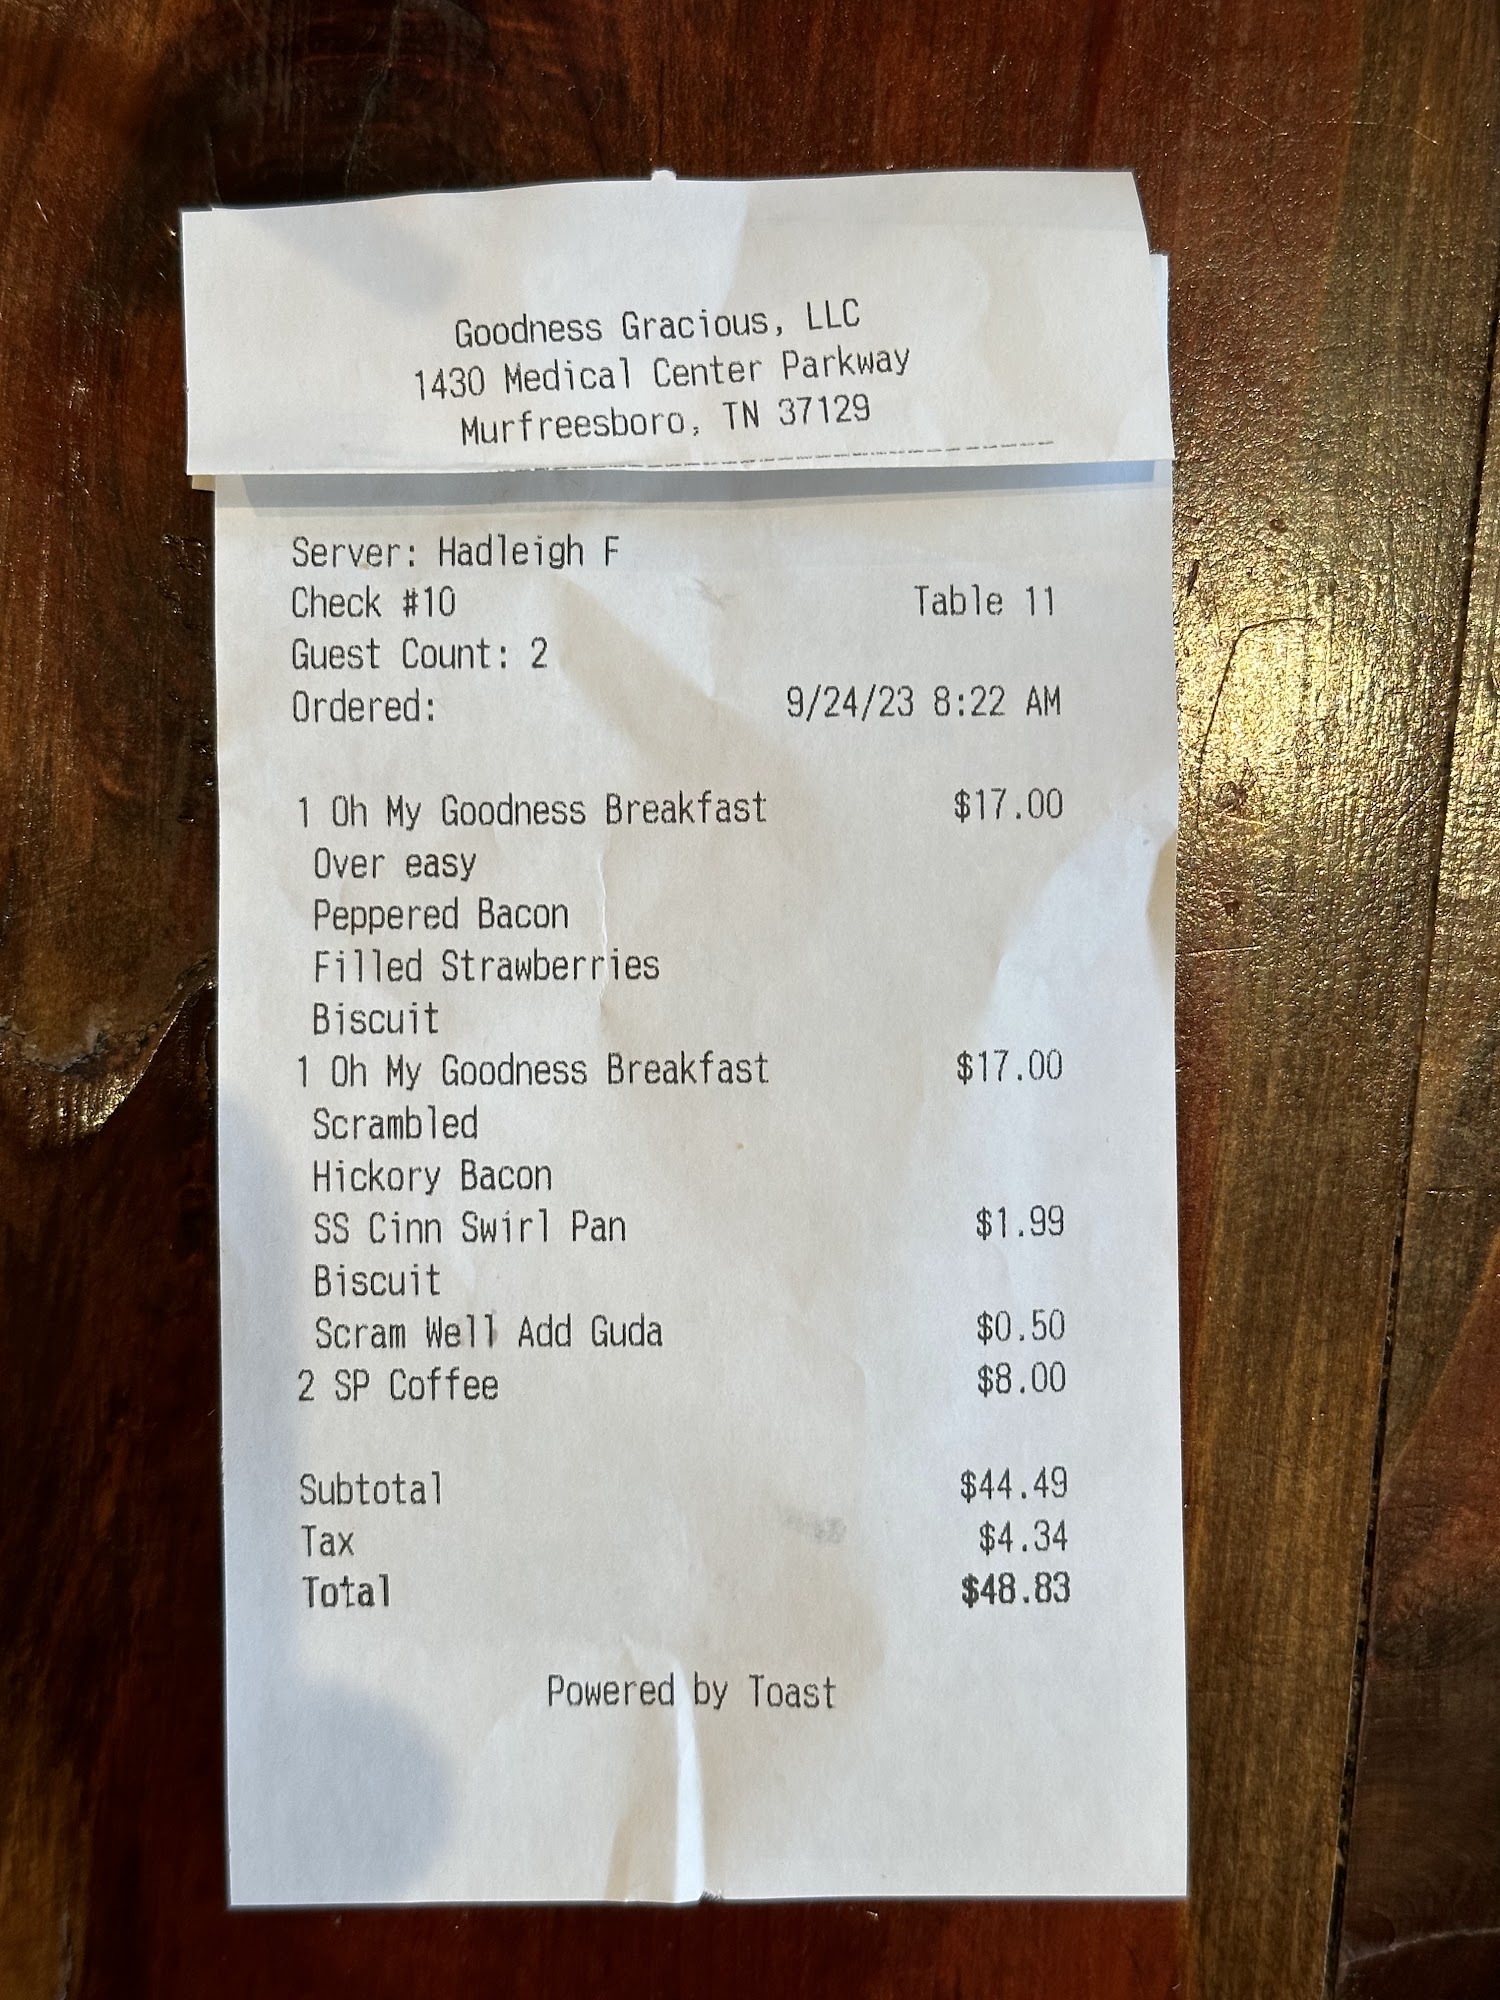 Goodness Gracious, LLC
1430 Medical Center Parkway
Murfreesboro, TN 37129
Server: Hadleigh F
Check #10 Table 11
Guest Count: 2
Ordered: 9/24/23 8:22 AM
1 Oh My Goodness Breakfast $17.00
Over easy
Peppered Bacon
Filled Strawberries
Biscuit
1 Oh My Goodness Breakfast $17.00
Scrambled
Hickory Bacon
SS Cinn Swirl Pan $1.99
Biscuit
Scram Well Add Guda $0.50
2 SP Coffee $8.00
Subtotal $44.49
Tax $4.34
Total $48.83
Powered by Toast